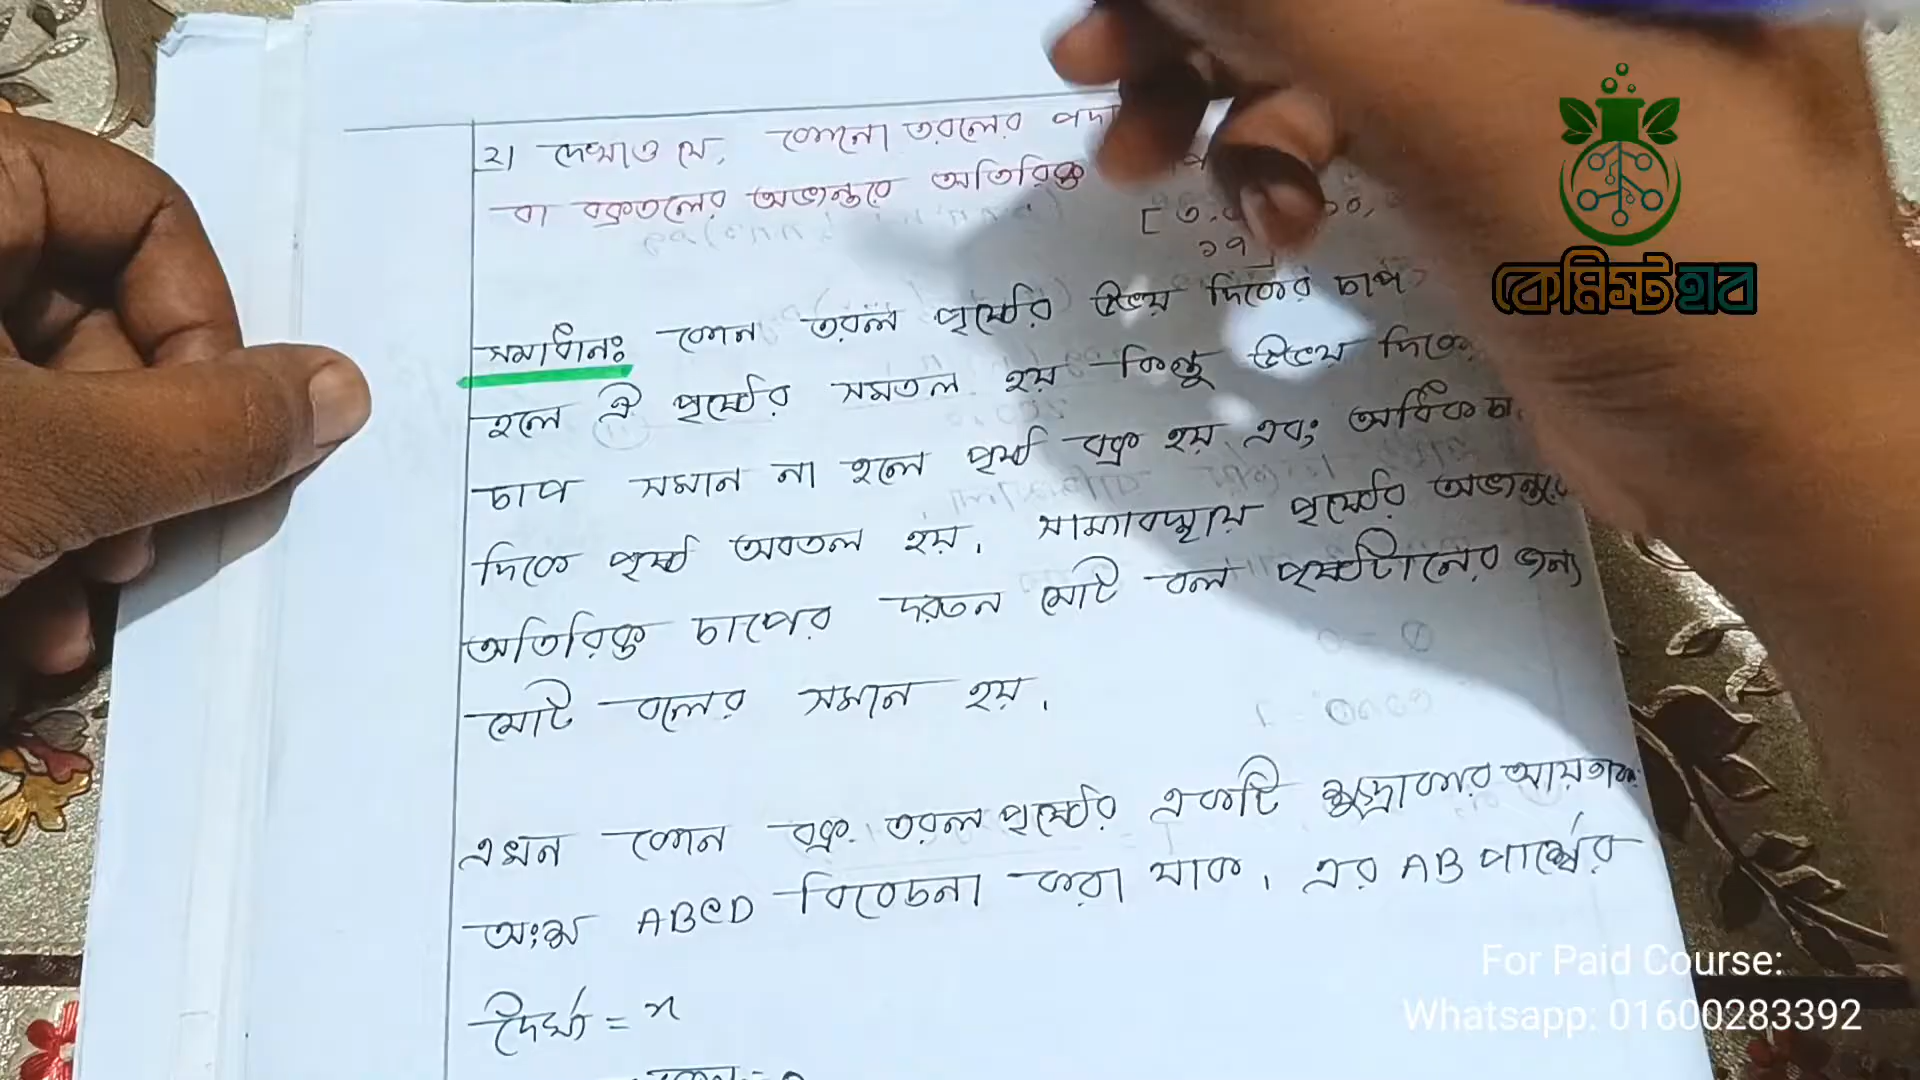 ২। দেখাও যে, কোনো তরলের পর্দা
বা বক্রতলের অভ্যন্তরে অতিরিক্ত
১৭
সমাধানঃ কোন তরল পৃষ্ঠের উভয় দিকের চাপ
হলে ঐ পৃষ্ঠের সমতল হয় কিন্তু উভয় দিকের
চাপ সমান না হলে পৃষ্ঠ বক্র হয় এবং অধিক
দিকে পৃষ্ঠ অবতল হয়। সাম্যাবস্থায় পৃষ্ঠের অভ্যন্তরে
অতিরিক্ত চাপের দরুন মোট বল পৃষ্ঠটানের জন্য
মোট বলের সমান হয়।
এখন কোন বক্র তরল পৃষ্ঠের একটি ক্ষুদ্রাকার
অংশ ABCD বিবেচনা করা যাক। এর AB পার্শ্বের
দৈর্ঘ্য = x
কেমিস্ট হাব
For Paid Course:
Whatsapp: 01600283392